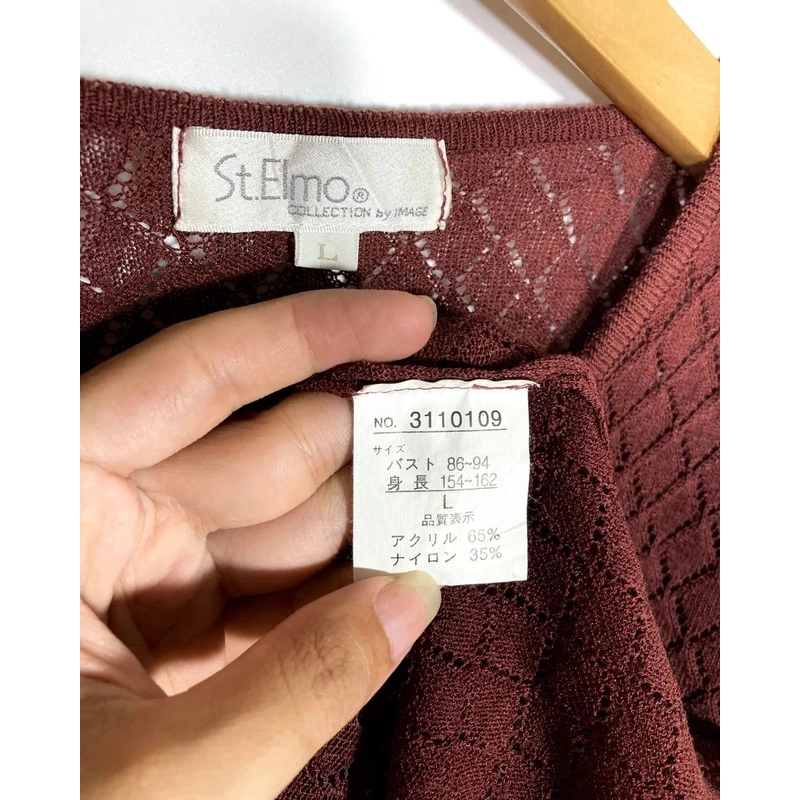 St.Elmo®
COLLECTION by IMAGE
L
NO. 3110109
サイズ
バスト 86~94
身長 154~162
L
品質表示
アクリル 65%
ナイロン 35%